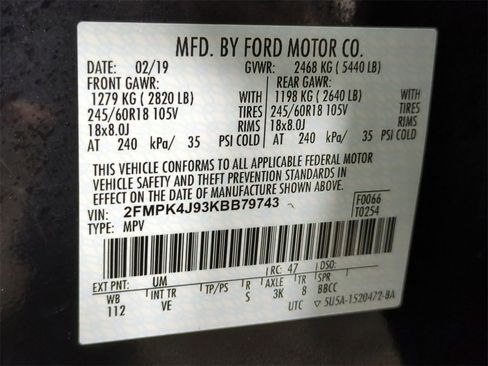 MFD. BY FORD MOTOR CO.
DATE: 02/19 GVWR: 2468 KG (5440 LB)
FRONT GAWR: REAR GAWR:
1279 KG (2820 LB) WITH 1198 KG (2640 LB) WITH
245/60R18 105V TIRES 245/60R18 105V TIRES
18x8.0J RIMS 18x8.0J RIMS
AT 240 kPa/ 35 PSI COLD AT 240 kPa/ 35 PSI COLD
THIS VEHICLE CONFORMS TO ALL APPLICABLE FEDERAL MOTOR
VEHICLE SAFETY AND THEFT PREVENTION STANDARDS IN
EFFECT ON THE DATE OF MANUFACTURE SHOWN ABOVE.
VIN: 2FMPK4J93KBB79743 F0066
TYPE: MPV T0254
EXT PNT: UM RC: 47 DSO:
WB INT TR TP/PS R AXLE TR SPR
112 VE S 3K 8 BBCC
UTC ▽ 5U5A-1520472-BA